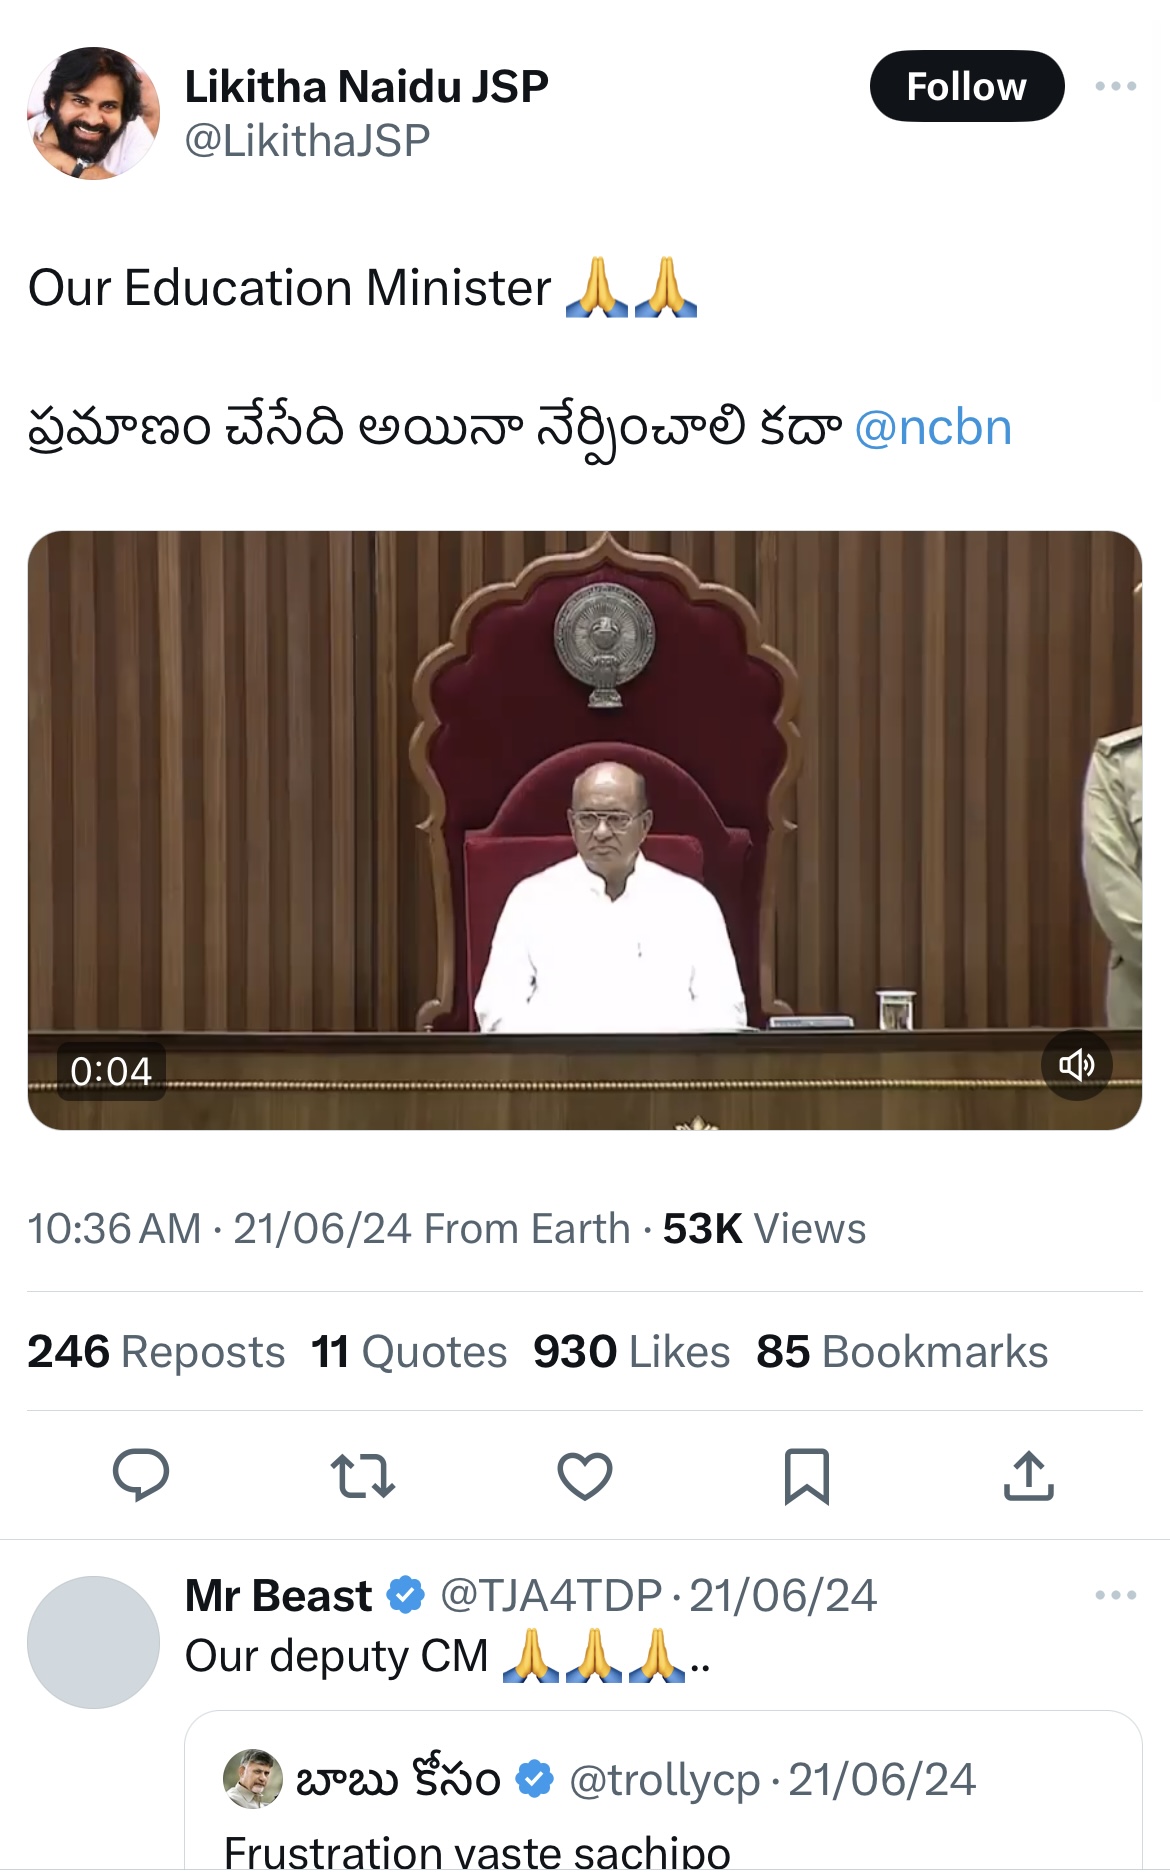 Likitha Naidu JSP
Follow
@LikithaJSP
Our Education Minister 🙏🙏
ప్రమాణం చేసేది అయినా నేర్పించాలి కదా @ncbn
0:04
10:36 AM · 21/06/24 From Earth · 53K Views
246 Reposts 11 Quotes 930 Likes 85 Bookmarks
Mr Beast @TJA4TDP · 21/06/24
Our deputy CM 🙏🙏🙏..
బాబు కోసం @trollycp · 21/06/24
Frustration vaste sachipo